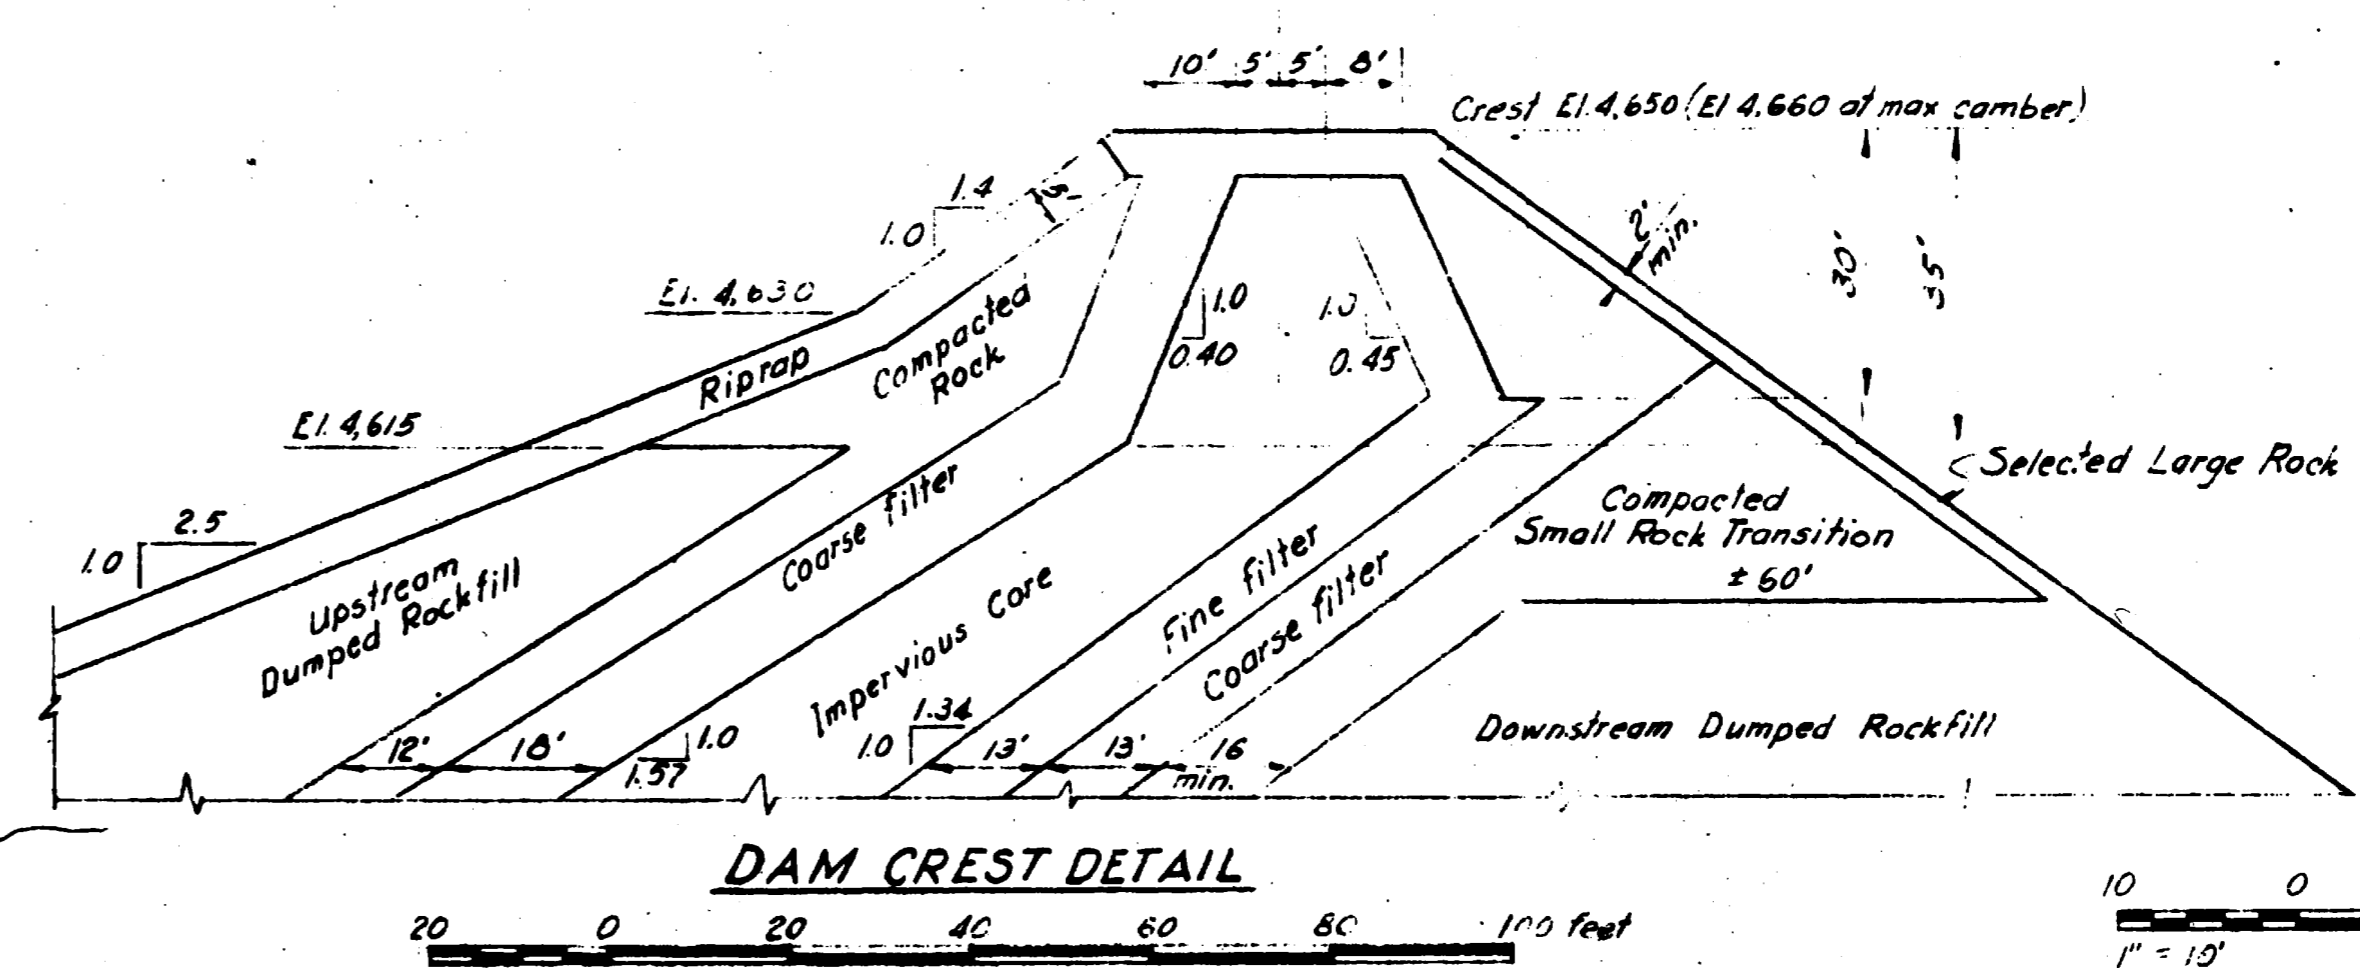 10' 5' 5' 8'
Crest El. 4,650 (El 4,660 at max camber)
1.4
1.0
5'
2'
min.
30'
35'
El. 4,630
1.0
0.40
1.0
0.45
Compacted
Rock
Riprap
El. 4,615
Selected Large Rock
Coarse filter
Compacted
Small Rock Transition
± 60'
2.5
1.0
Upstream
Dumped Rockfill
Impervious Core
Fine filter
Coarse filter
Downstream Dumped Rockfill
12'
18'
1.0
1.57
1.34
1.0
13'
13'
16
min.
DAM CREST DETAIL
20 0 20 40 60 80 100 feet
10 0
1" = 10'